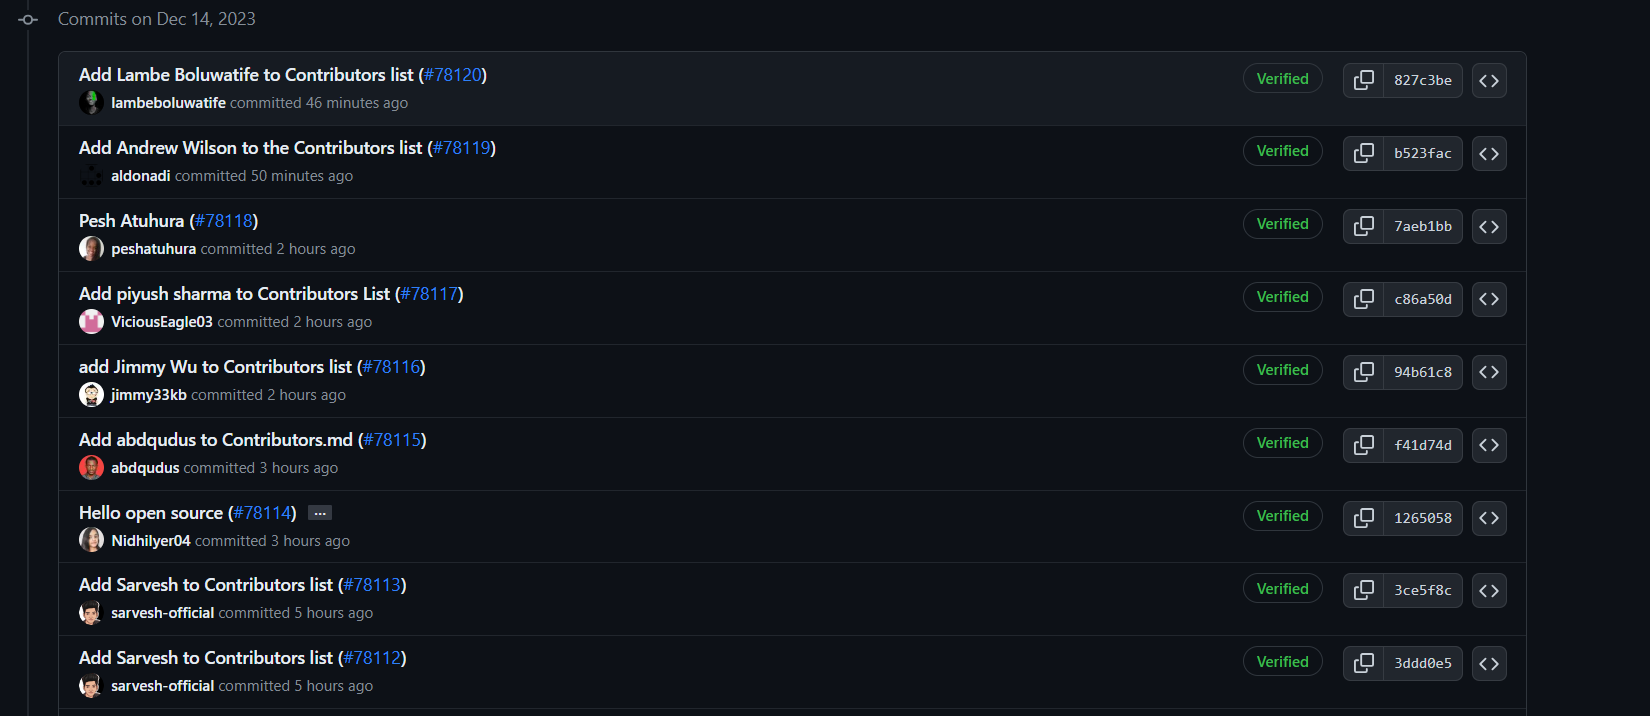 Commits on Dec 14, 2023
Add Lambe Boluwatife to Contributors list (#78120)
lambeboluwatife committed 46 minutes ago
Verified
827c3be
Add Andrew Wilson to the Contributors list (#78119)
aldonadi committed 50 minutes ago
Verified
b523fac
Pesh Atuhura (#78118)
peshatuhura committed 2 hours ago
Verified
7aeb1bb
Add piyush sharma to Contributors List (#78117)
ViciousEagle03 committed 2 hours ago
Verified
c86a50d
add Jimmy Wu to Contributors list (#78116)
jimmy33kb committed 2 hours ago
Verified
94b61c8
Add abdqudus to Contributors.md (#78115)
abdqudus committed 3 hours ago
Verified
f41d74d
Hello open source (#78114) ...
NidhiIyer04 committed 3 hours ago
Verified
1265058
Add Sarvesh to Contributors list (#78113)
sarvesh-official committed 5 hours ago
Verified
3ce5f8c
Add Sarvesh to Contributors list (#78112)
sarvesh-official committed 5 hours ago
Verified
3ddd0e5